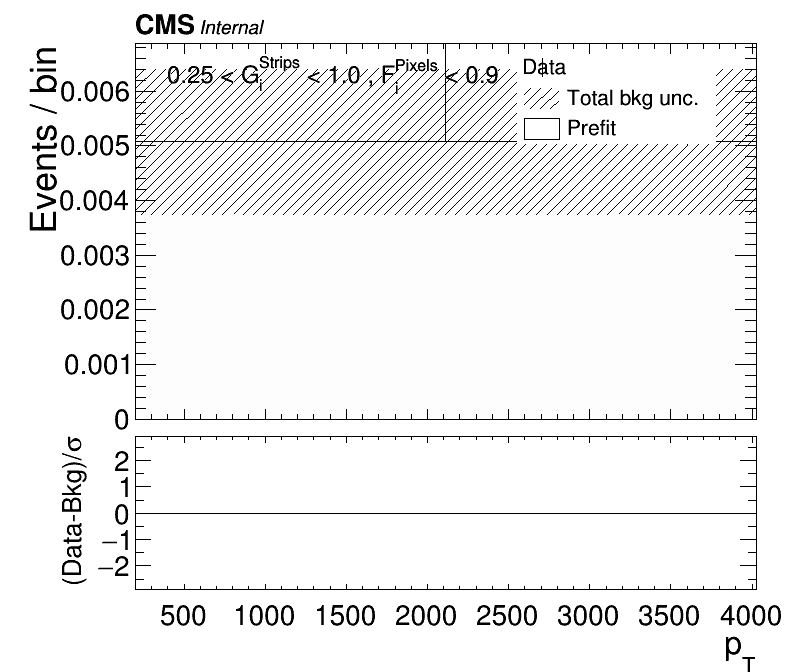 CMS Internal
Events / bin
0.25 < G_i^Strips < 1.0 , F_i^Pixels < 0.9
Data
Total bkg unc.
Prefit
0.006
0.005
0.004
0.003
0.002
0.001
0
(Data-Bkg)/σ
2
1
0
−1
−2
500 1000 1500 2000 2500 3000 3500 4000
p_T